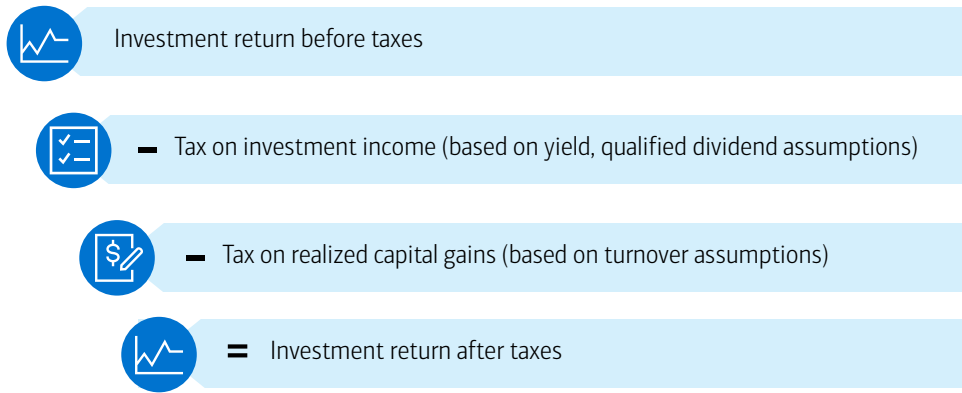 Investment return before taxes
– Tax on investment income (based on yield, qualified dividend assumptions)
$ – Tax on realized capital gains (based on turnover assumptions)
= Investment return after taxes